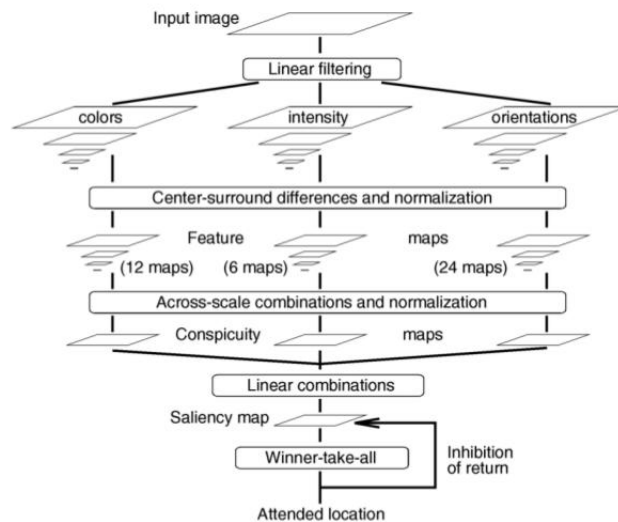 Input image
Linear filtering
colors
intensity
orientations
Center-surround differences and normalization
Feature maps
(12 maps)
(6 maps)
(24 maps)
Across-scale combinations and normalization
Conspicuity maps
Linear combinations
Saliency map
Winner-take-all
Inhibition
of return
Attended location